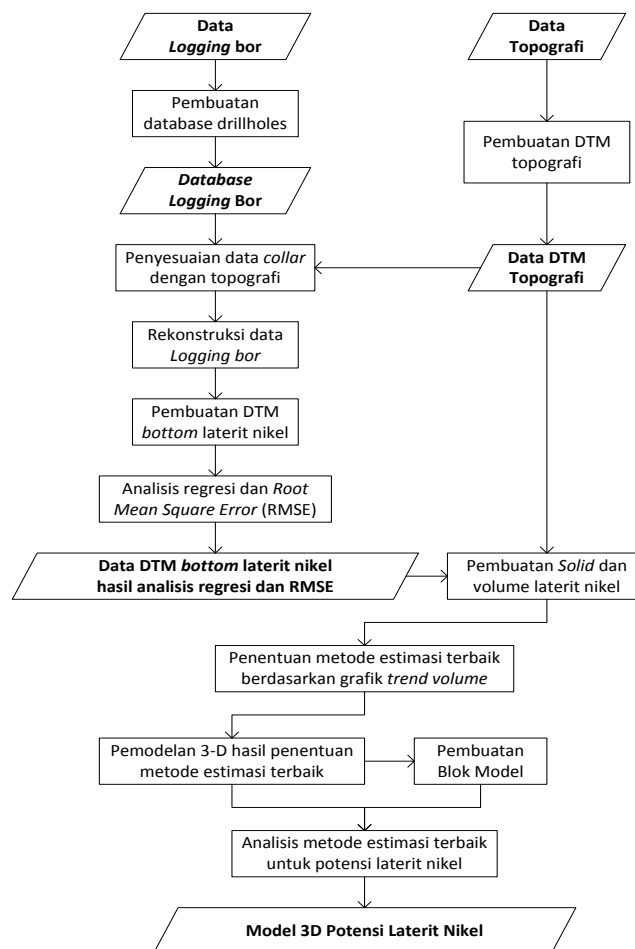 Data
Logging bor
Data
Topografi
Pembuatan
database drillholes
Pembuatan DTM
topografi
Database
Logging Bor
Penyesuaian data collar
dengan topografi
Data DTM
Topografi
Rekonstruksi data
Logging bor
Pembuatan DTM
bottom laterit nikel
Analisis regresi dan Root
Mean Square Error (RMSE)
Data DTM bottom laterit nikel
hasil analisis regresi dan RMSE
Pembuatan Solid dan
volume laterit nikel
Penentuan metode estimasi terbaik
berdasarkan grafik trend volume
Pemodelan 3-D hasil penentuan
metode estimasi terbaik
Pembuatan
Blok Model
Analisis metode estimasi terbaik
untuk potensi laterit nikel
Model 3D Potensi Laterit Nikel